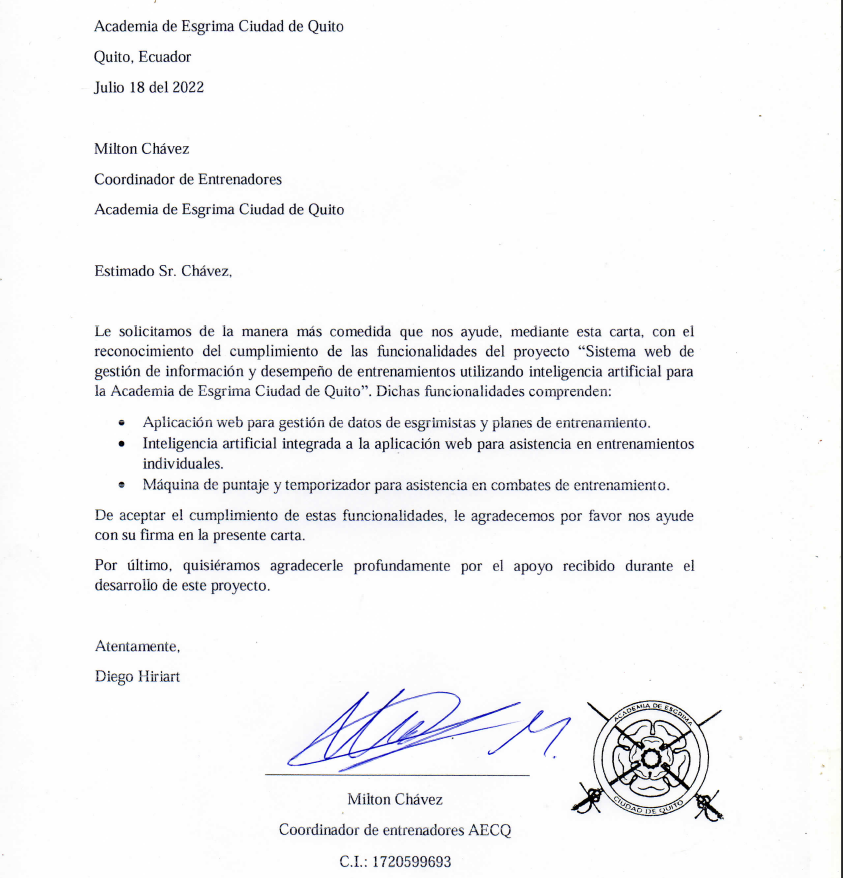 Academia de Esgrima Ciudad de Quito
Quito, Ecuador
Julio 18 del 2022
Milton Chávez
Coordinador de Entrenadores
Academia de Esgrima Ciudad de Quito
Estimado Sr. Chávez,
Le solicitamos de la manera más comedida que nos ayude, mediante esta carta, con el
reconocimiento del cumplimiento de las funcionalidades del proyecto “Sistema web de
gestión de información y desempeño de entrenamientos utilizando inteligencia artificial para
la Academia de Esgrima Ciudad de Quito”. Dichas funcionalidades comprenden:
• Aplicación web para gestión de datos de esgrimistas y planes de entrenamiento.
• Inteligencia artificial integrada a la aplicación web para asistencia en entrenamientos
individuales.
• Máquina de puntaje y temporizador para asistencia en combates de entrenamiento.
De aceptar el cumplimiento de estas funcionalidades, le agradecemos por favor nos ayude
con su firma en la presente carta.
Por último, quisiéramos agradecerle profundamente por el apoyo recibido durante el
desarrollo de este proyecto.
Atentamente,
Diego Hiriart
ACADEMIA DE ESGRIMA
CIUDAD DE QUITO
Milton Chávez
Coordinador de entrenadores AECQ
C.I.: 1720599693